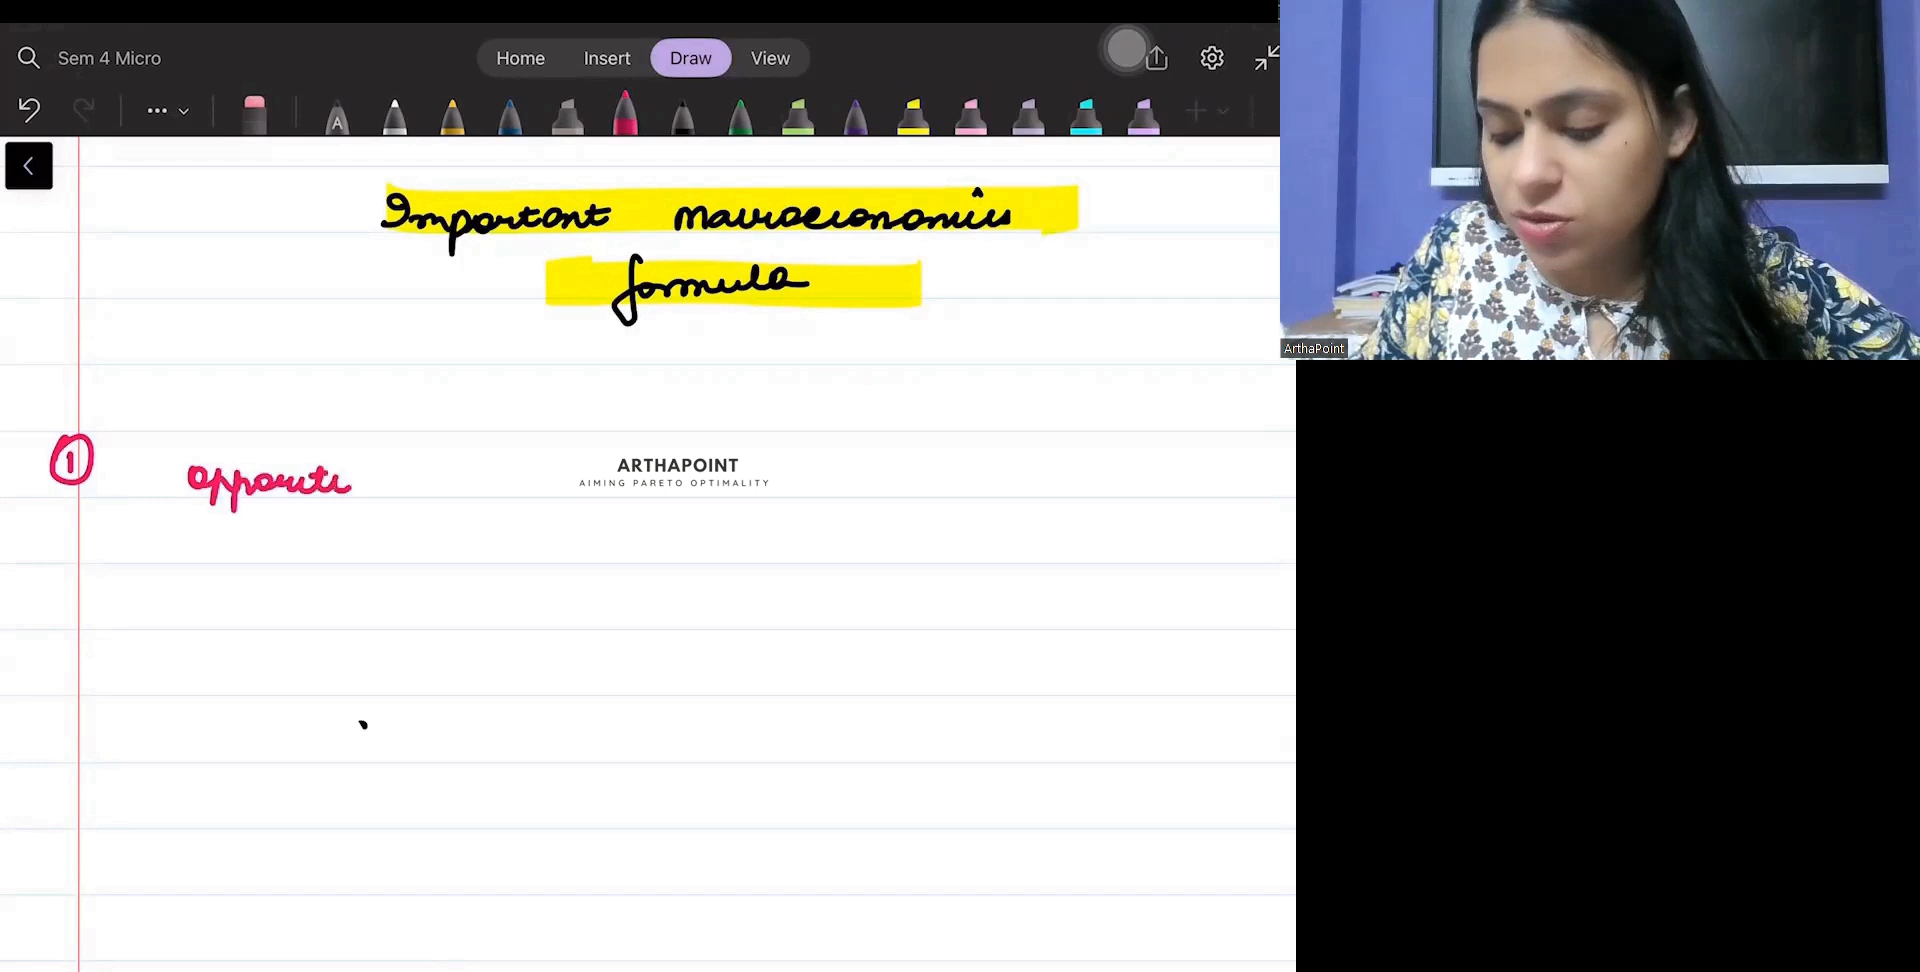 Sem 4 Micro
Home Insert Draw View
A
Important macroeconomics
formula
1
opposite
ARTHAPOINT
AIMING PARETO OPTIMALITY
ArthaPoint